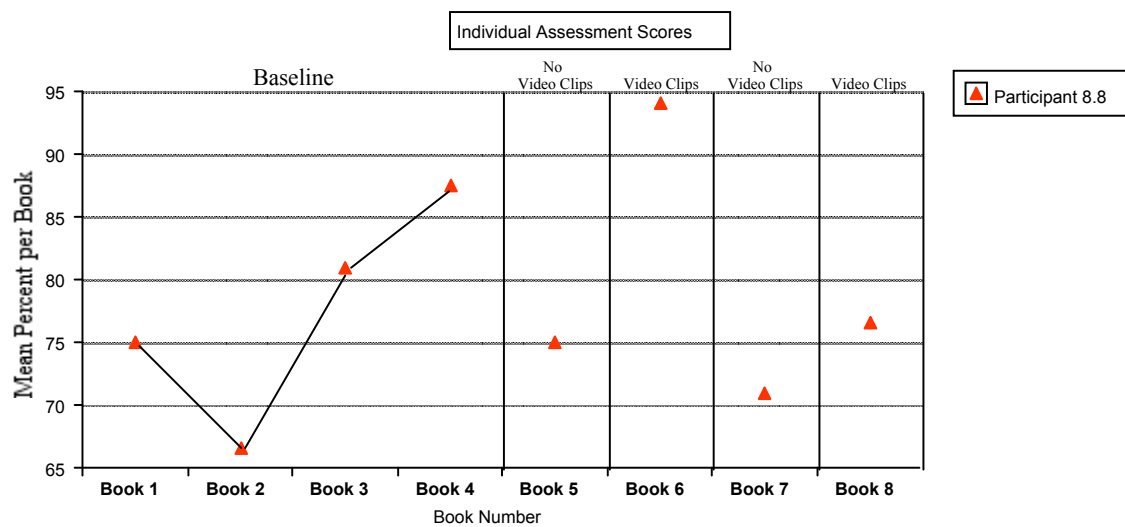 Individual Assessment Scores
Baseline
No
Video Clips
Video Clips
No
Video Clips
Video Clips
Participant 8.8
Mean Percent per Book
95
90
85
80
75
70
65
Book 1
Book 2
Book 3
Book 4
Book 5
Book 6
Book 7
Book 8
Book Number